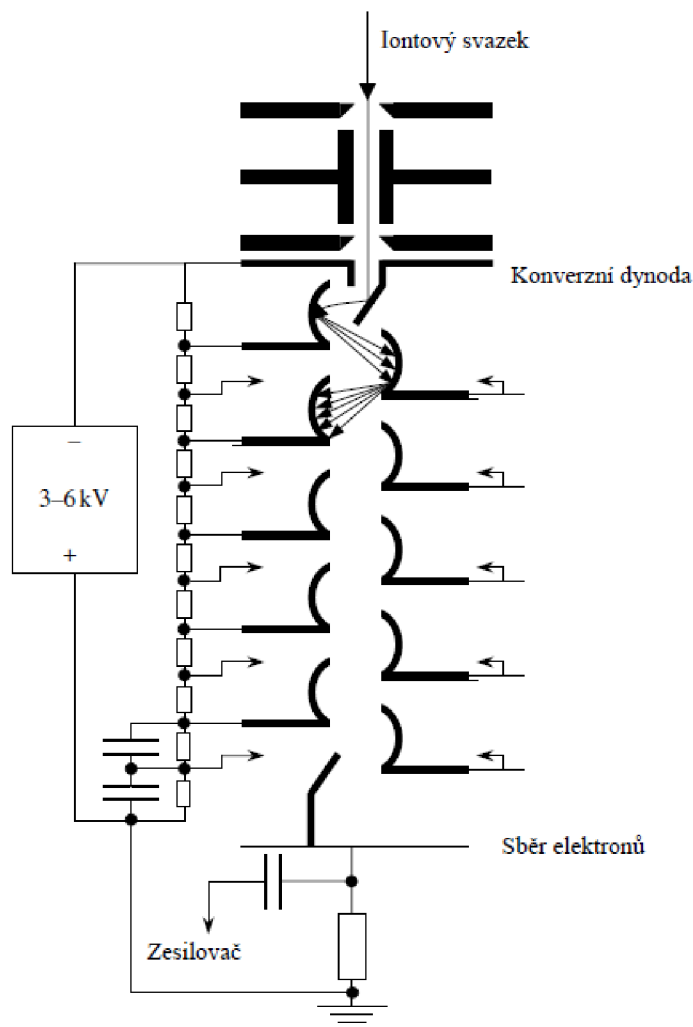 Iontový svazek
Konverzní dynoda
–
3–6 kV
+
Sběr elektronů
Zesilovač